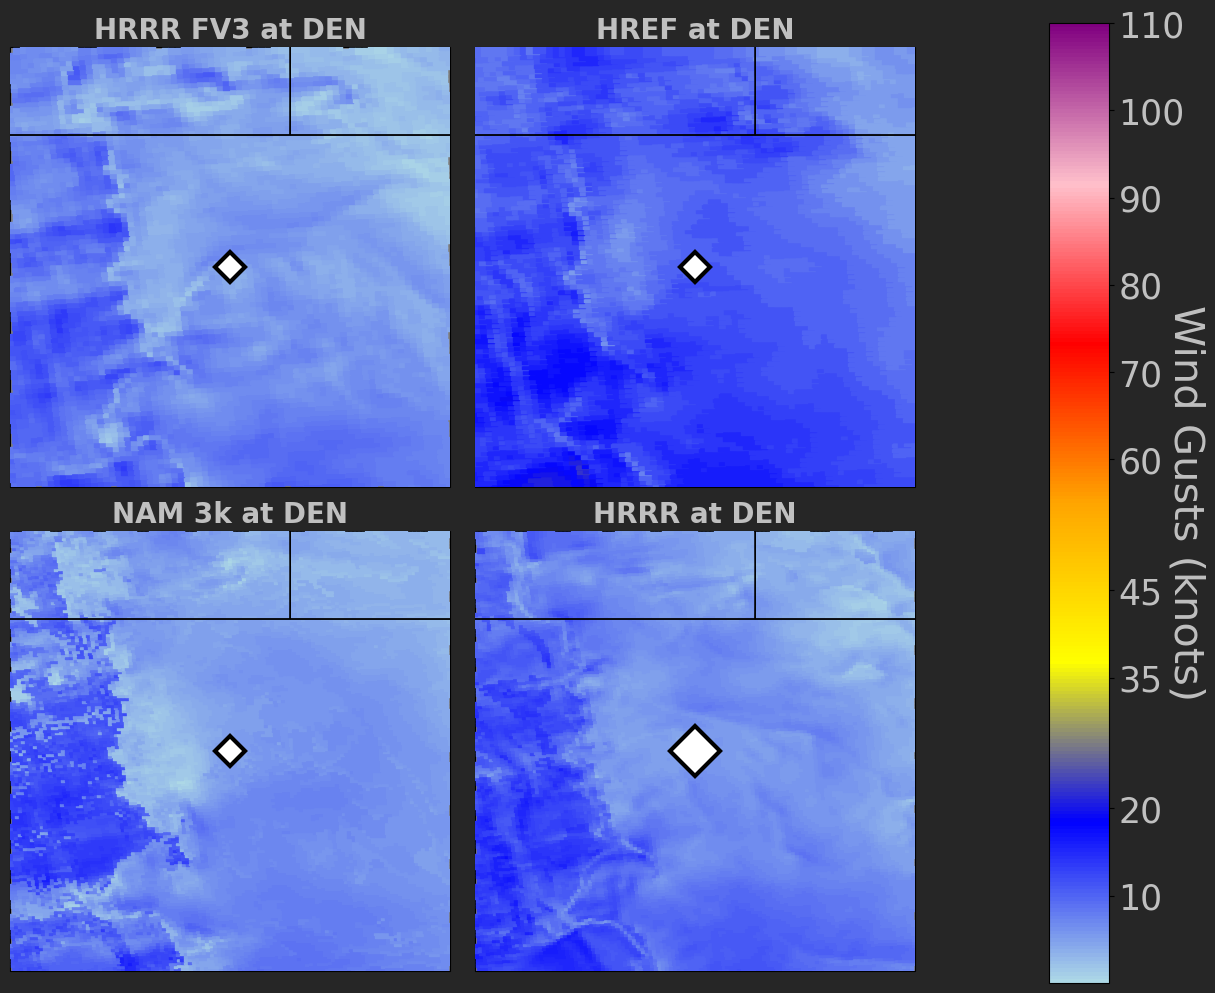 HRRR FV3 at DEN
HREF at DEN
NAM 3k at DEN
HRRR at DEN
110
100
90
80
70
60
45
35
20
10
Wind Gusts (knots)